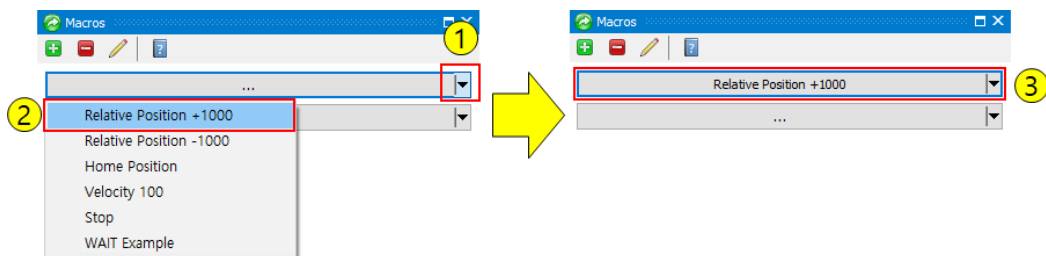 Macros
1
?
...
2
Relative Position +1000
Relative Position -1000
Home Position
Velocity 100
Stop
WAIT Example
Macros
?
Relative Position +1000
3
...